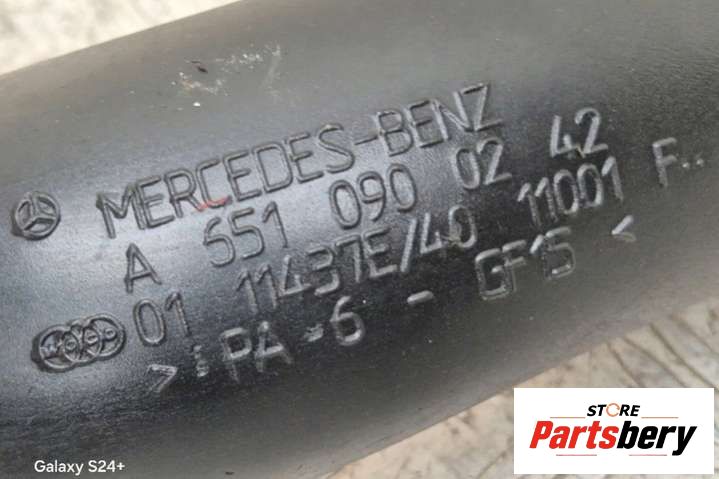 MERCEDES-BENZ
A 651 090 02 42
01 11437E/40 11001 F..
>PA-6 - GF15<
STORE
Partsbery
Galaxy S24+